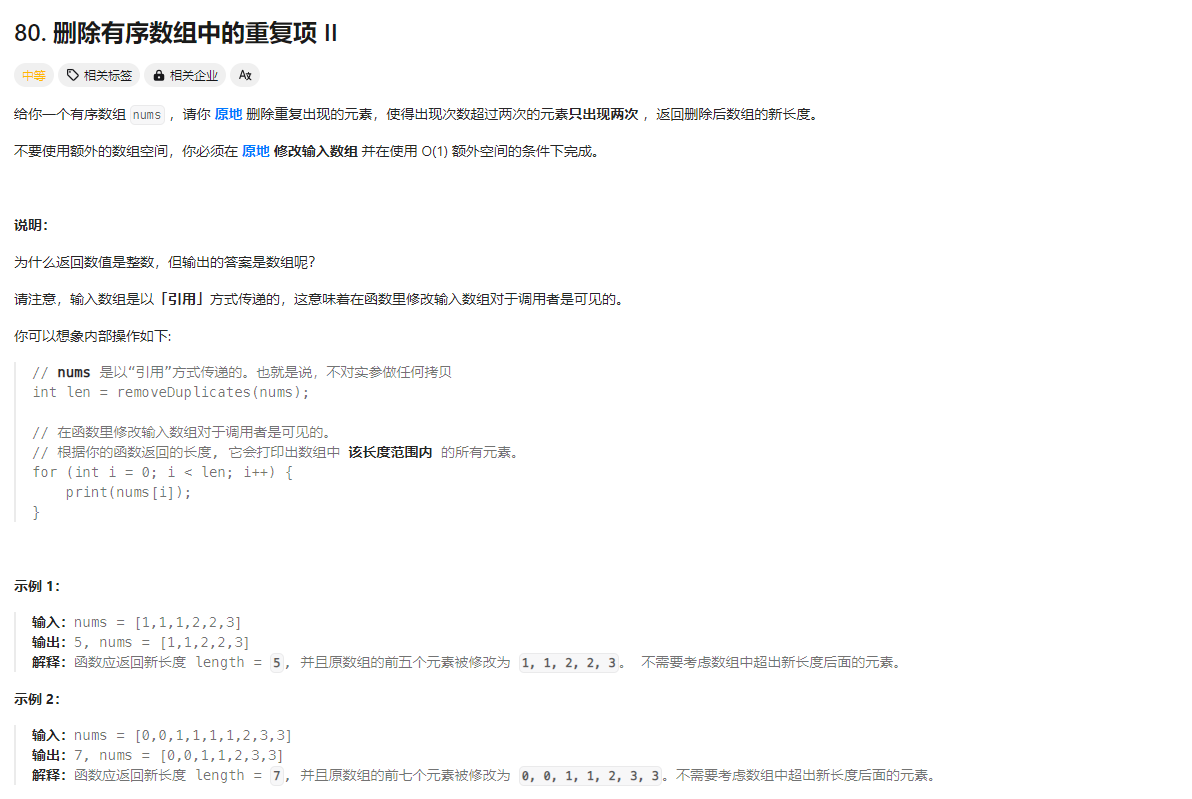 80. 删除有序数组中的重复项 II
中等 相关标签 相关企业 Az
给你一个有序数组 nums ，请你 原地 删除重复出现的元素，使得出现次数超过两次的元素只出现两次 ，返回删除后数组的新长度。
不要使用额外的数组空间，你必须在 原地 修改输入数组 并在使用 O(1) 额外空间的条件下完成。
说明：
为什么返回数值是整数，但输出的答案是数组呢？
请注意，输入数组是以「引用」方式传递的，这意味着在函数里修改输入数组对于调用者是可见的。
你可以想象内部操作如下:
// nums 是以“引用”方式传递的。也就是说，不对实参做任何拷贝
int len = removeDuplicates(nums);
// 在函数里修改输入数组对于调用者是可见的。
// 根据你的函数返回的长度, 它会打印出数组中 该长度范围内 的所有元素。
for (int i = 0; i < len; i++) {
    print(nums[i]);
}
示例 1：
输入：nums = [1,1,1,2,2,3]
输出：5, nums = [1,1,2,2,3]
解释：函数应返回新长度 length = 5, 并且原数组的前五个元素被修改为 1, 1, 2, 2, 3。 不需要考虑数组中超出新长度后面的元素。
示例 2：
输入：nums = [0,0,1,1,1,1,2,3,3]
输出：7, nums = [0,0,1,1,2,3,3]
解释：函数应返回新长度 length = 7, 并且原数组的前七个元素被修改为 0, 0, 1, 1, 2, 3, 3。不需要考虑数组中超出新长度后面的元素。